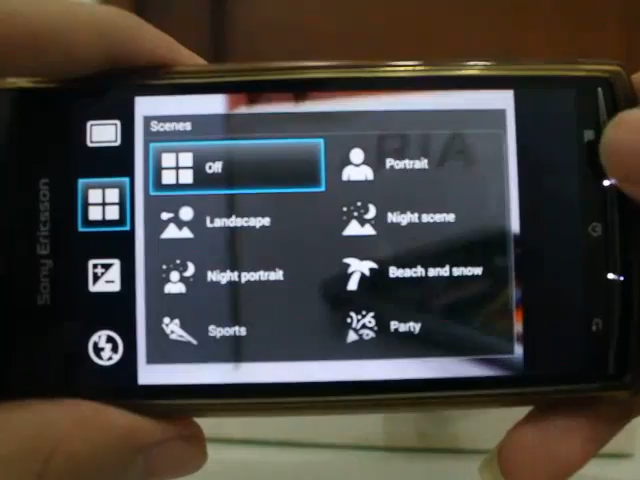 Sony Ericsson
Scenes
Off
Portrait
Landscape
Night scene
Night portrait
Beach and snow
Sports
Party